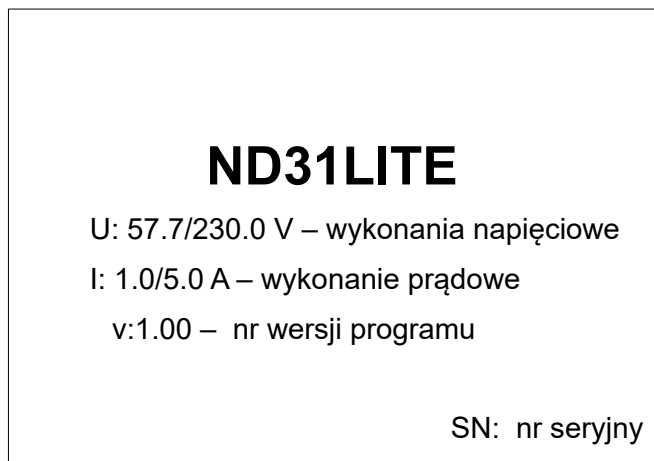 ND31LITE
U: 57.7/230.0 V – wykonania napięciowe
I: 1.0/5.0 A – wykonanie prądowe
v:1.00 – nr wersji programu
SN: nr seryjny